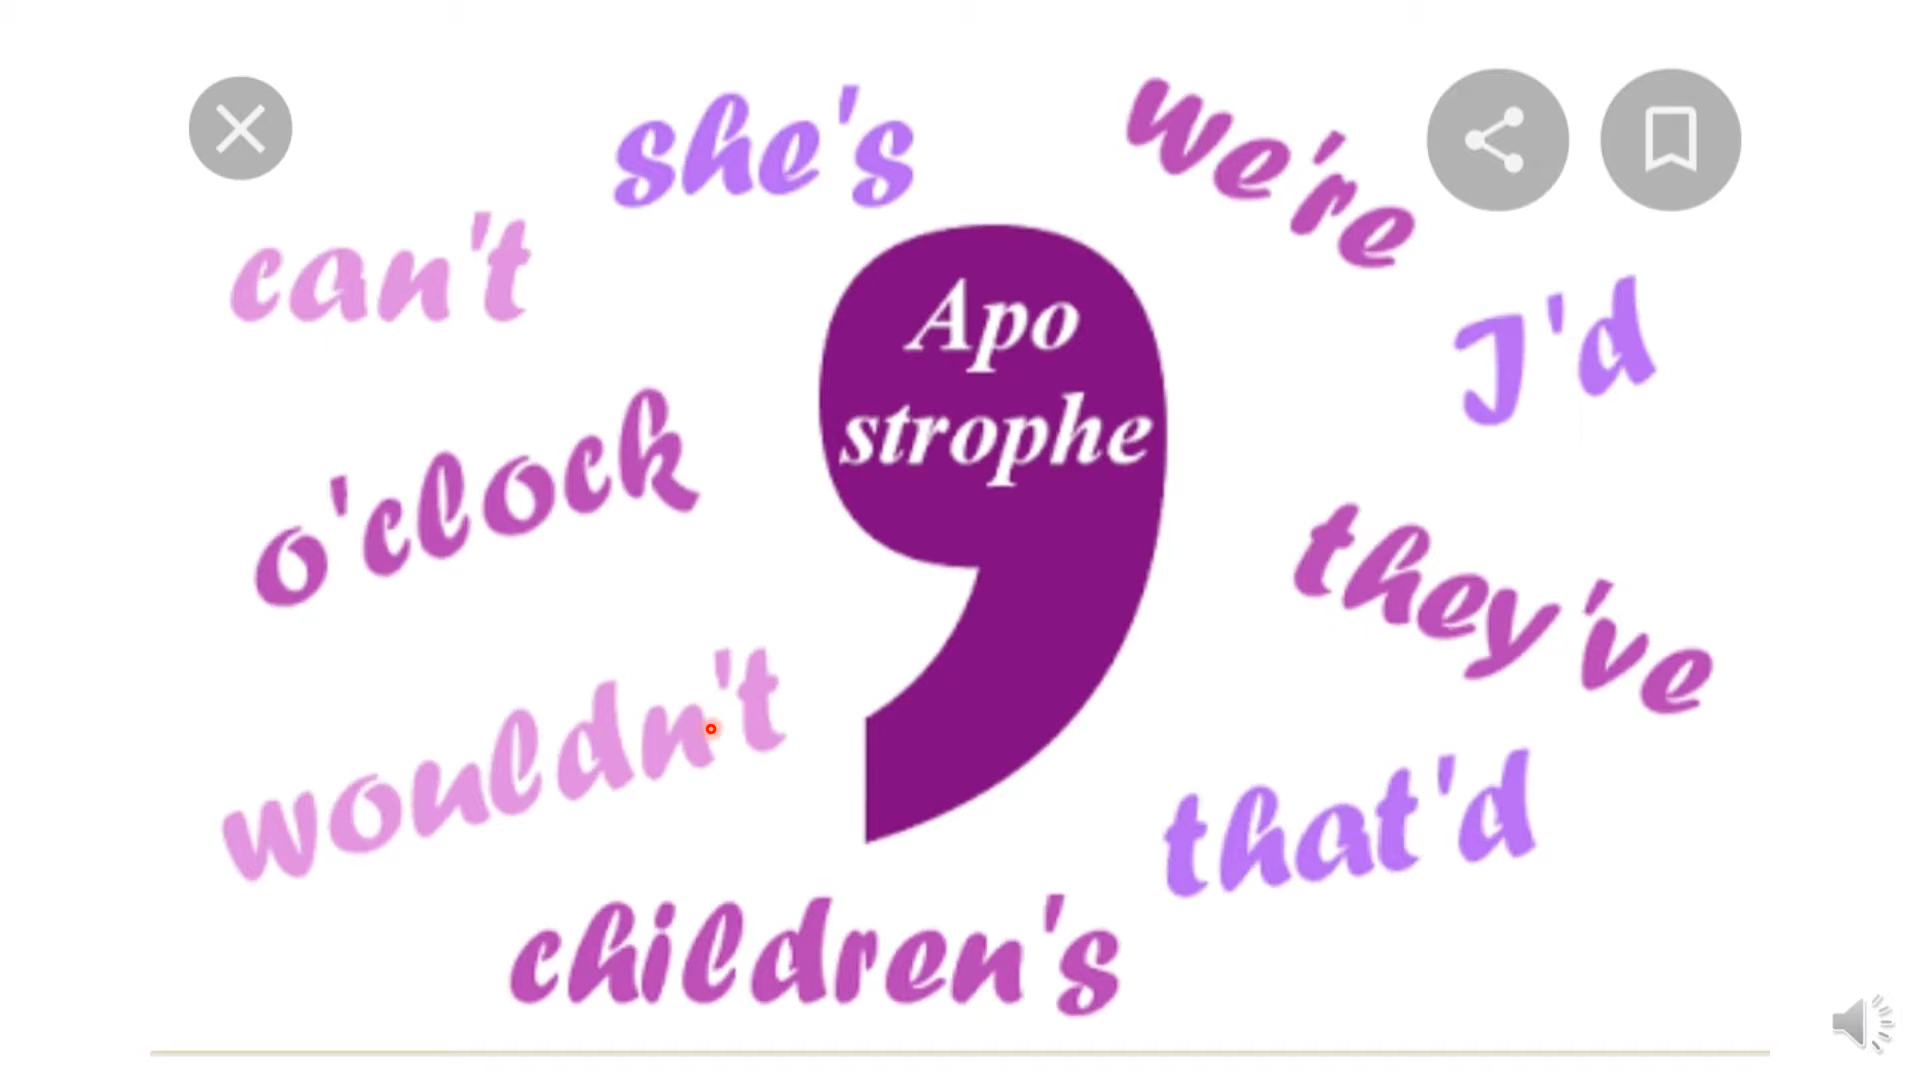 she's
We're
can't
Apo
strophe
I'd
o'clock
they've
wouldn't
that'd
children's